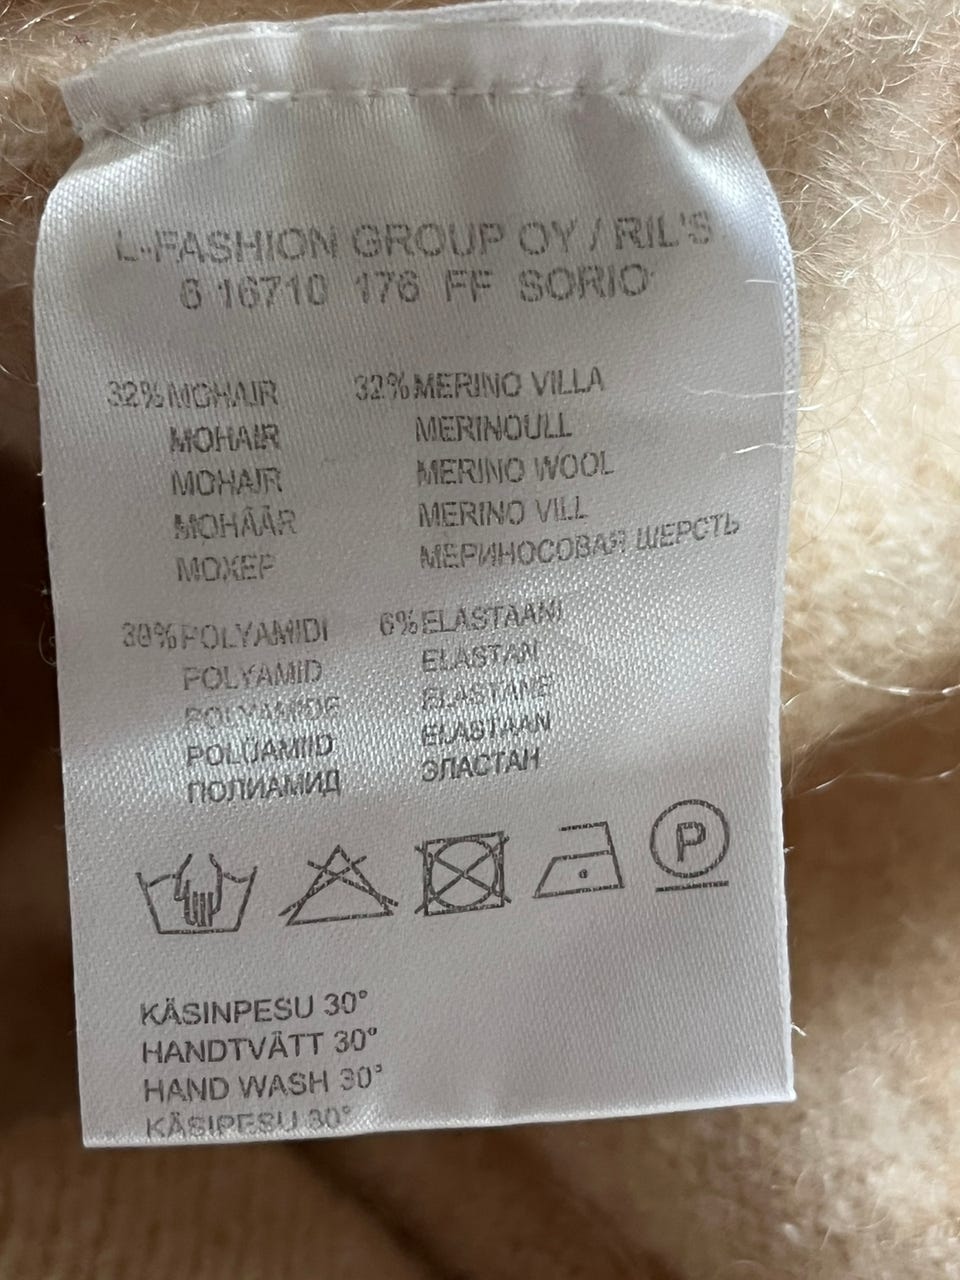 L-FASHION GROUP OY / RIL'S
6 16710 176 FF SORIO
32% MOHAIR 32% MERINO VILLA
MOHAIR MERINOULL
MOHAIR MERINO WOOL
MOHÄÄR MERINO VILL
МОХЕР МЕРИНОСОВАЯ ШЕРСТЬ
30% POLYAMIDI 6% ELASTAANI
POLYAMID ELASTAN
POLYAMIDE ELASTANE
POLÜAMIID ELASTAAN
ПОЛИАМИД ЭЛАСТАН
P
KÄSINPESU 30°
HANDTVÄTT 30°
HAND WASH 30°
KÄSIPESU 30°